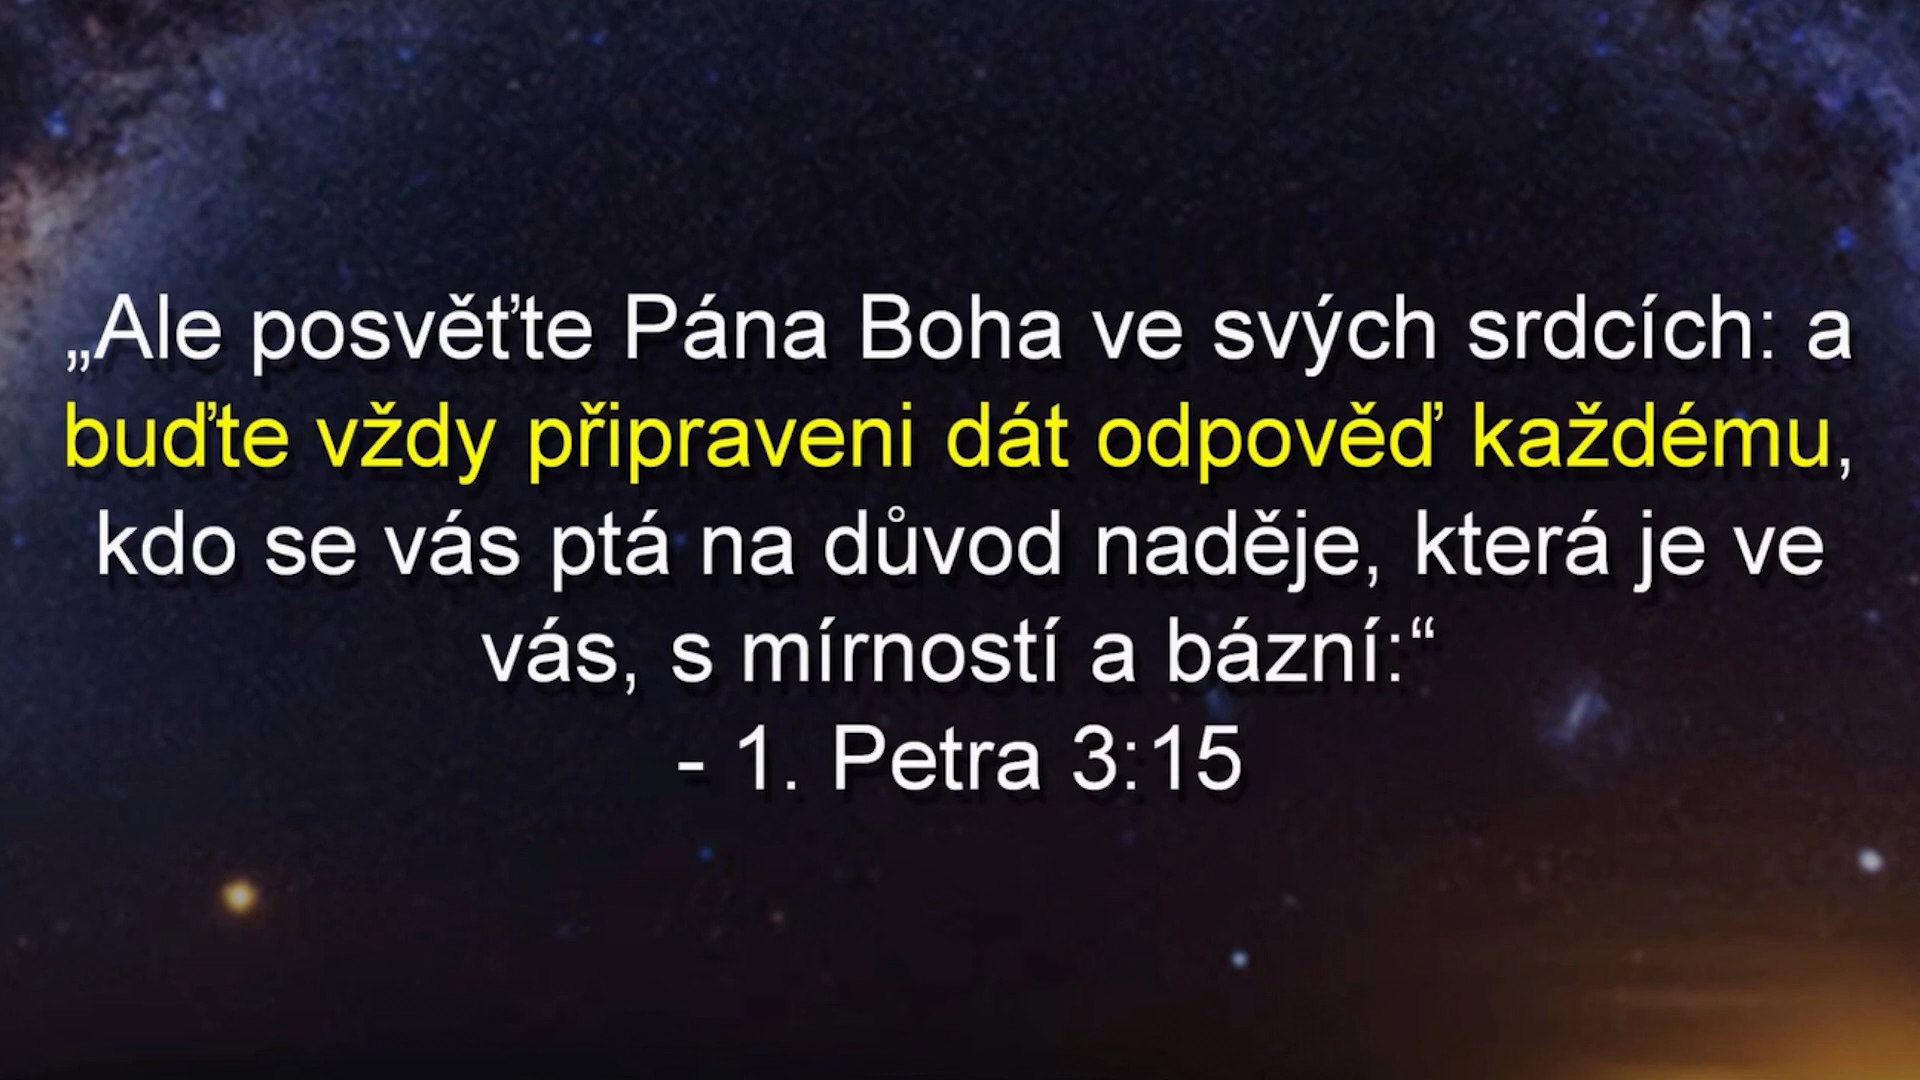 „Ale posvěťte Pána Boha ve svých srdcích: a
buďte vždy připraveni dát odpověď každému,
kdo se vás ptá na důvod naděje, která je ve
vás, s mírností a bázní:“
- 1. Petra 3:15